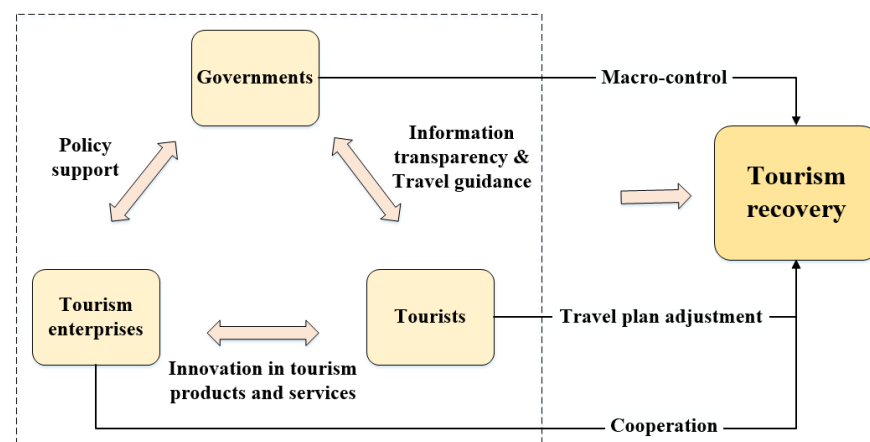 Governments
Macro-control
Policy
support
Information
transparency &
Travel guidance
Tourism
recovery
Tourism
enterprises
Tourists
Travel plan adjustment
Innovation in tourism
products and services
Cooperation